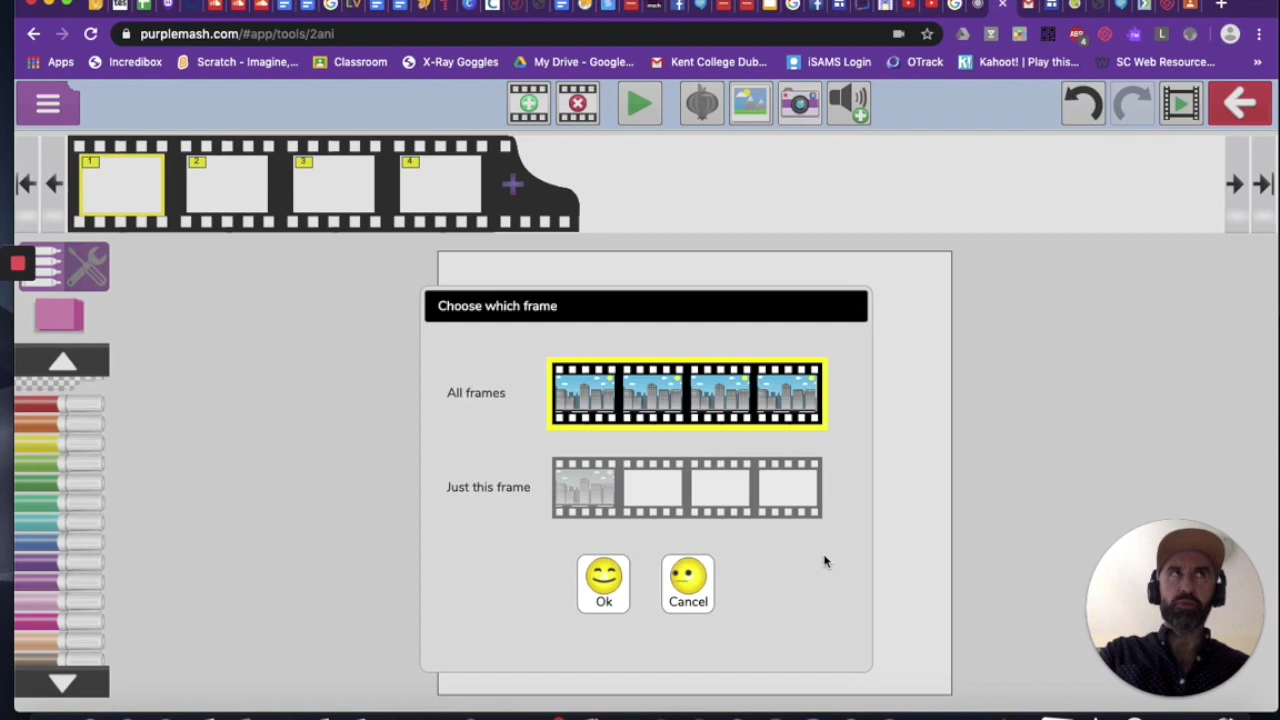 purplemash.com/#app/tools/2ani
Apps
Incredibox
Scratch - Imagine,...
Classroom
X-Ray Goggles
My Drive - Google...
Kent College Dub...
iSAMS Login
OTrack
Kahoot! | Play this...
SC Web Resource...
»
1
2
3
4
Choose which frame
All frames
Just this frame
Ok
Cancel